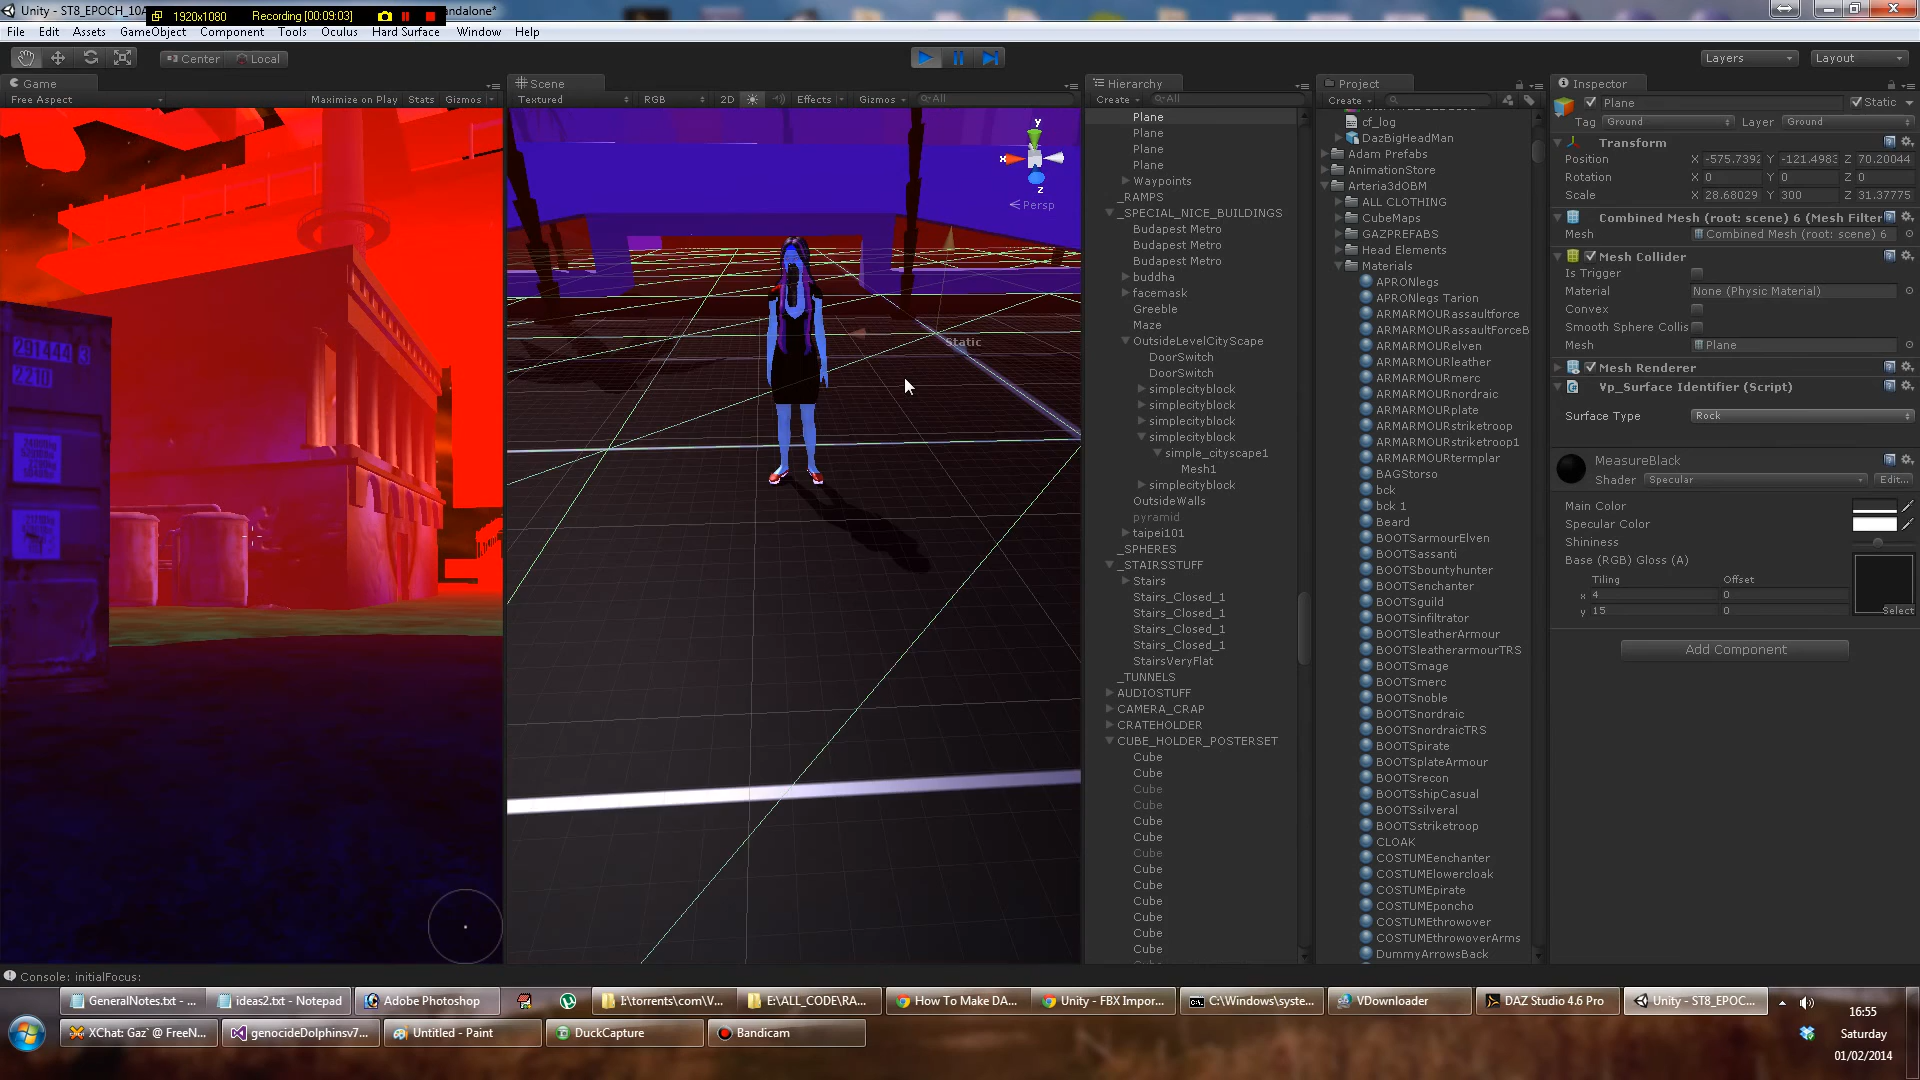 Unity - ST8_EPOCH_10A
1920x1080
Recording [00:09:03]
andalone*
File Edit Assets GameObject Component Tools Oculus Hard Surface Window Help
Center Local
Layers Layout
Game
Free Aspect
Maximize on Play Stats Gizmos
291444 3
2210
Scene
Textured RGB 2D Effects Gizmos All
y
x
z
Persp
Static
Hierarchy
Create All
Plane
Plane
Plane
Plane
Waypoints
_RAMPS
_SPECIAL_NICE_BUILDINGS
Budapest Metro
Budapest Metro
Budapest Metro
buddha
facemask
Greeble
Maze
OutsideLevelCityScape
DoorSwitch
DoorSwitch
simplecityblock
simplecityblock
simplecityblock
simplecityblock
simple_cityscape1
Mesh1
simplecityblock
OutsideWalls
pyramid
taipei101
_SPHERES
_STAIRSSTUFF
Stairs
Stairs_Closed_1
Stairs_Closed_1
Stairs_Closed_1
Stairs_Closed_1
StairsVeryFlat
_TUNNELS
AUDIOSTUFF
CAMERA_CRAP
CRATEHOLDER
CUBE_HOLDER_POSTERSET
Cube
Cube
Cube
Cube
Cube
Cube
Cube
Cube
Cube
Cube
Cube
Cube
Cube
Project
Create
cf_log
DazBigHeadMan
Adam Prefabs
AnimationStore
Arteria3dOBM
ALL CLOTHING
CubeMaps
GAZPREFABS
Head Elements
Materials
APRONlegs
APRONlegs Tarion
ARMARMOURassaultforce
ARMARMOURassaultForceB
ARMARMOURelven
ARMARMOURleather
ARMARMOURmerc
ARMARMOURnordraic
ARMARMOURplate
ARMARMOURstriketroop
ARMARMOURstriketroop1
ARMARMOURtermplar
BAGStorso
bck
bck 1
Beard
BOOTSarmourElven
BOOTSassanti
BOOTSbountyhunter
BOOTSenchanter
BOOTSguild
BOOTSinfiltrator
BOOTSleatherArmour
BOOTSleatherarmourTRS
BOOTSmage
BOOTSmerc
BOOTSnoble
BOOTSnordraic
BOOTSnordraicTRS
BOOTSpirate
BOOTSplateArmour
BOOTSrecon
BOOTSshipCasual
BOOTSsilveral
BOOTSstriketroop
CLOAK
COSTUMEenchanter
COSTUMElowercloak
COSTUMEpirate
COSTUMEponcho
COSTUMEthrowover
COSTUMEthrowoverArms
DummyArrowsBack
Inspector
Plane Static
Tag Ground Layer Ground
Transform
Position X -575.7392 Y -121.4983 Z 70.20044
Rotation X 0 Y 0 Z 0
Scale X 28.68029 Y 300 Z 31.37775
Combined Mesh (root: scene) 6 (Mesh Filter
Mesh Combined Mesh (root: scene) 6
Mesh Collider
Is Trigger
Material None (Physic Material)
Convex
Smooth Sphere Collis
Mesh Plane
Mesh Renderer
Vp_Surface Identifier (Script)
Surface Type Rock
MeasureBlack
Shader Specular Edit...
Main Color
Specular Color
Shininess
Base (RGB) Gloss (A)
Tiling Offset
x 4 0
y 15 0
Select
Add Component
Console: initialFocus:
GeneralNotes.txt - ... ideas2.txt - Notepad Adobe Photoshop I:\torrents\com\V... E:\ALL_CODE\RA... How To Make DA... Unity - FBX Impor... C:\Windows\syste... VDownloader DAZ Studio 4.6 Pro Unity - ST8_EPOC...
XChat: Gaz` @ FreeN... genocideDolphinsv7... Untitled - Paint DuckCapture Bandicam
16:55
Saturday
01/02/2014